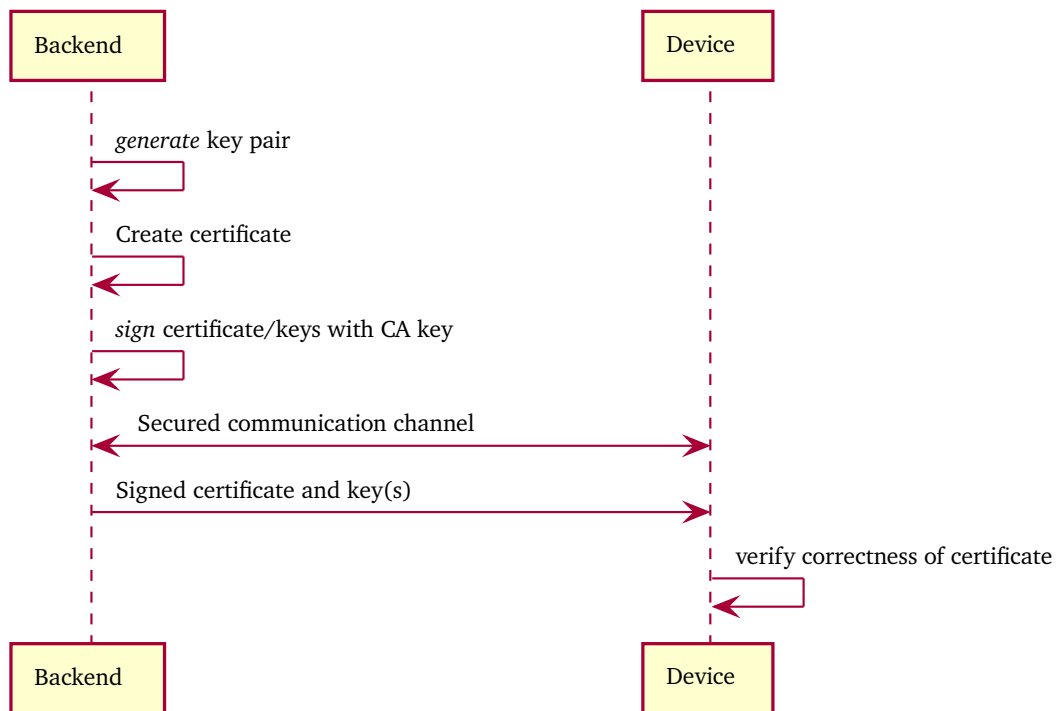 Backend
Device
generate key pair
Create certificate
sign certificate/keys with CA key
Secured communication channel
Signed certificate and key(s)
verify correctness of certificate
Backend
Device